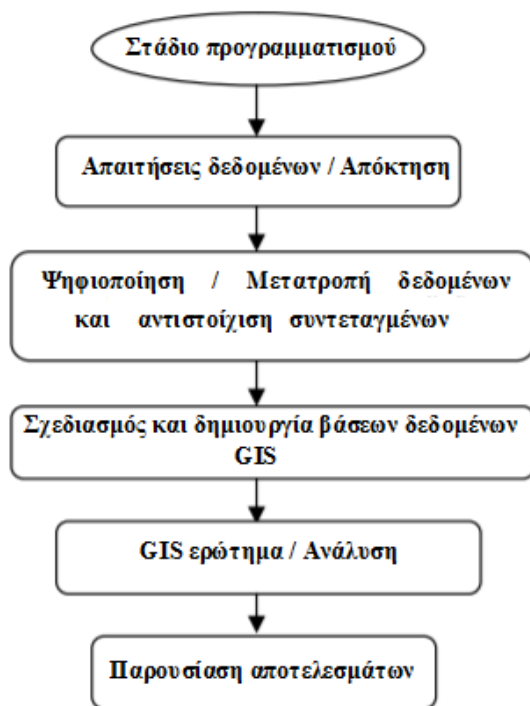 Στάδιο προγραμματισμού
Απαιτήσεις δεδομένων / Απόκτηση
Ψηφιοποίηση / Μετατροπή δεδομένων
και αντιστοίχιση συντεταγμένων
Σχεδιασμός και δημιουργία βάσεων δεδομένων
GIS
GIS ερώτημα / Ανάλυση
Παρουσίαση αποτελεσμάτων